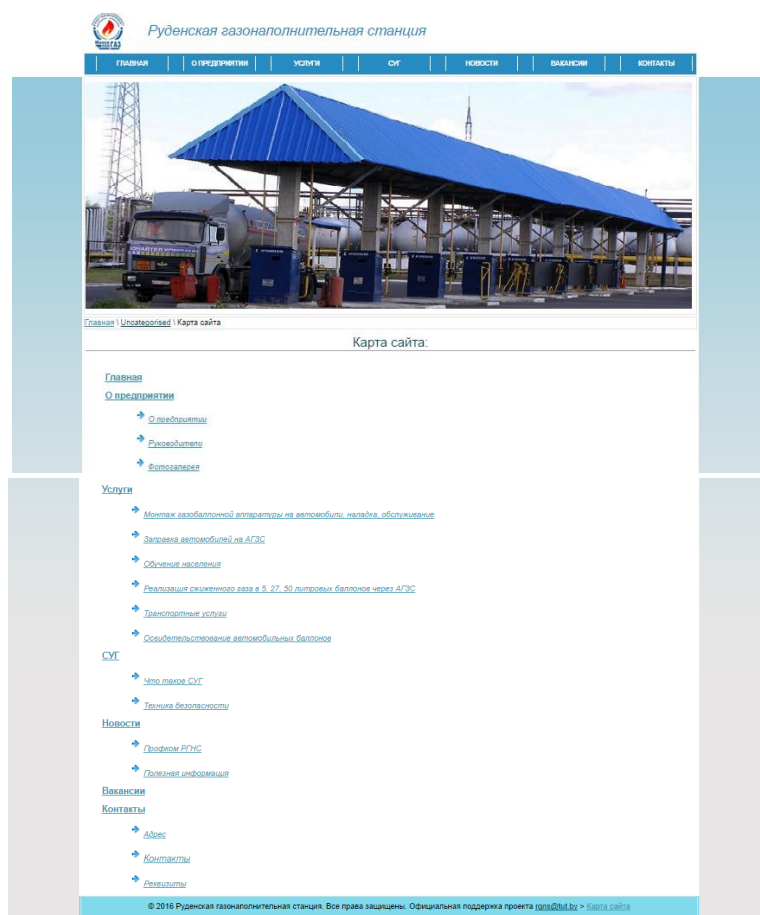 Руденская газонаполнительная станция
ГЛАВНАЯ О ПРЕДПРИЯТИИ УСЛУГИ СУГ НОВОСТИ ВАКАНСИИ КОНТАКТЫ
Главная \ Uncategorised \ Карта сайта
Карта сайта:
Главная
О предприятии
О предприятии
Руководители
Фотогалерея
Услуги
Монтаж газобаллонной аппаратуры на автомобили, наладка, обслуживание
Заправка автомобилей на АГЗС
Обучение населения
Реализация сжиженного газа в 5, 27, 50 литровых баллонов через АГЗС
Транспортные услуги
Освидетельствование автомобильных баллонов
СУГ
Что такое СУГ
Техника безопасности
Новости
Профком РГНС
Полезная информация
Вакансии
Контакты
Адрес
Контакты
Реквизиты
© 2016 Руденская газонаполнительная станция. Все права защищены. Официальная поддержка проекта rgns@tut.by > Карта сайта